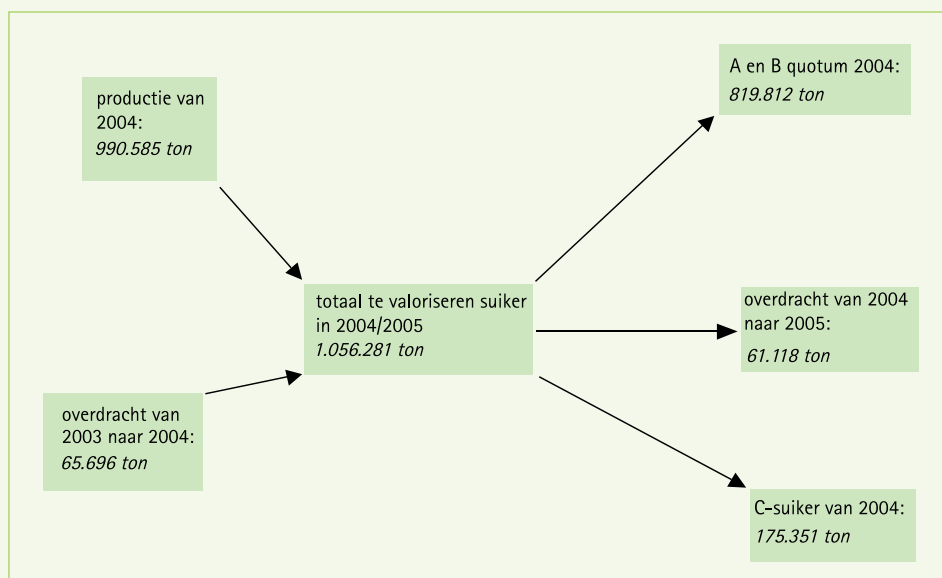 productie van
2004:
990.585 ton
overdracht van
2003 naar 2004:
65.696 ton
totaal te valoriseren suiker
in 2004/2005
1.056.281 ton
A en B quotum 2004:
819.812 ton
overdracht van 2004
naar 2005:
61.118 ton
C-suiker van 2004:
175.351 ton